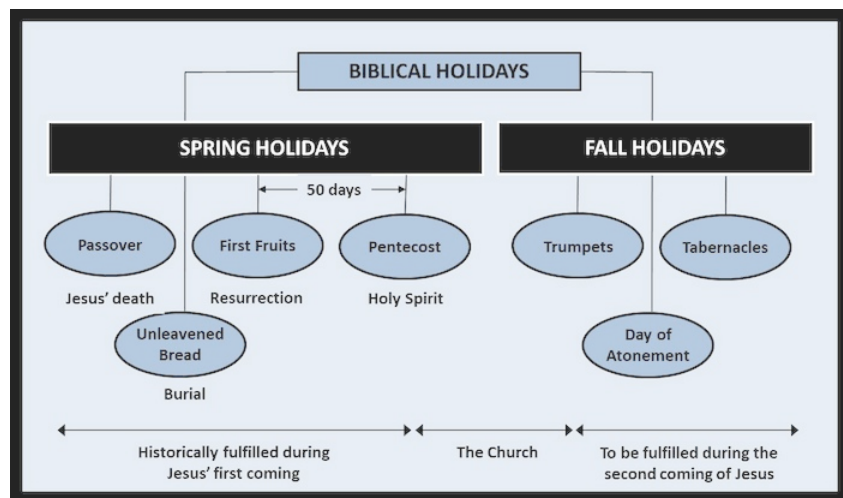 BIBLICAL HOLIDAYS
SPRING HOLIDAYS
FALL HOLIDAYS
50 days
Passover
First Fruits
Pentecost
Trumpets
Tabernacles
Jesus’ death
Resurrection
Holy Spirit
Unleavened
Bread
Day of
Atonement
Burial
Historically fulfilled during
Jesus’ first coming
The Church
To be fulfilled during the
second coming of Jesus